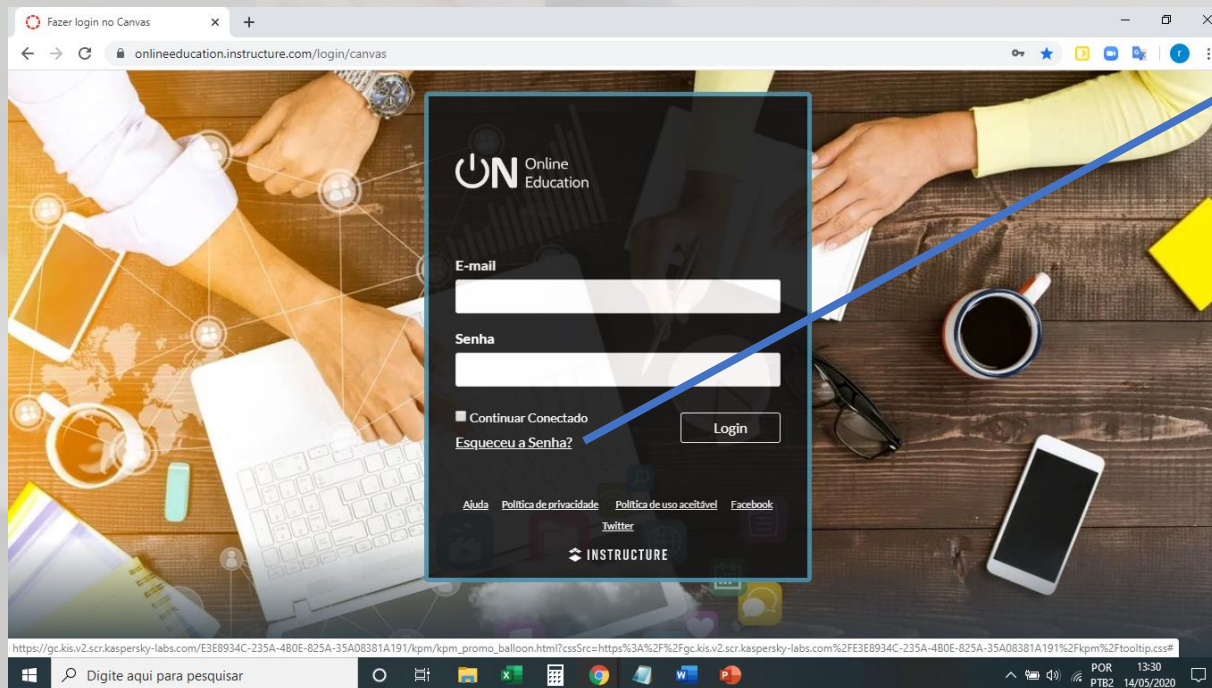 Fazer login no Canvas
onlineeducation.instructure.com/login/canvas
r
ON Online
Education
E-mail
Senha
Continuar Conectado
Esqueceu a Senha?
Login
Ajuda Política de privacidade Política de uso aceitável Facebook
Twitter
INSTRUCTURE
https://gc.kis.v2.scr.kaspersky-labs.com/E3E8934C-235A-4B0E-825A-35A08381A191/kpm/kpm_promo_balloon.html?cssSrc=https%3A%2F%2Fgc.kis.v2.scr.kaspersky-labs.com%2FE3E8934C-235A-4B0E-825A-35A08381A191%2Fkpm%2Ftooltip.css#
Digite aqui para pesquisar
POR 13:30
PTB2 14/05/2020